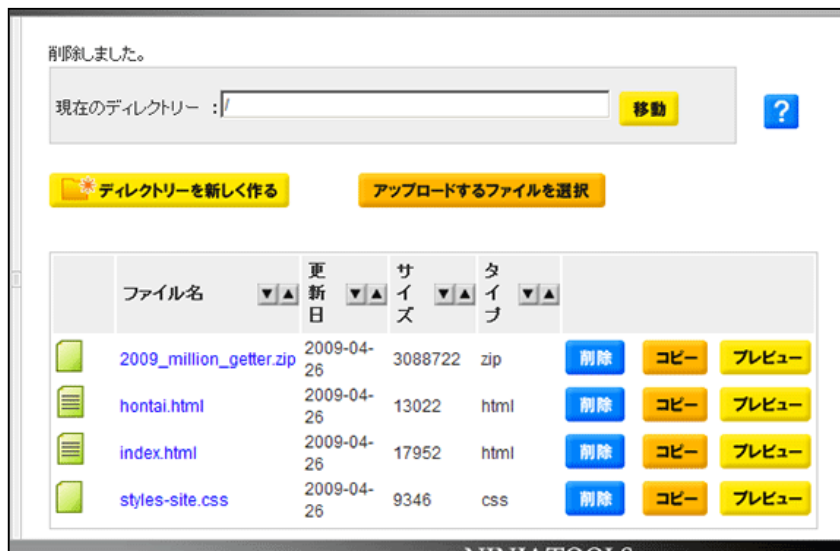 削除しました。
現在のディレクトリー :/ 移動 ?
ディレクトリーを新しく作る アップロードするファイルを選択
ファイル名 ▼▲ 更新日 ▼▲ サイズ ▼▲ タイプ ▼▲
2009_million_getter.zip 2009-04-26 3088722 zip 削除 コピー プレビュー
hontai.html 2009-04-26 13022 html 削除 コピー プレビュー
index.html 2009-04-26 17952 html 削除 コピー プレビュー
styles-site.css 2009-04-26 9346 css 削除 コピー プレビュー
NINJA TOOLS